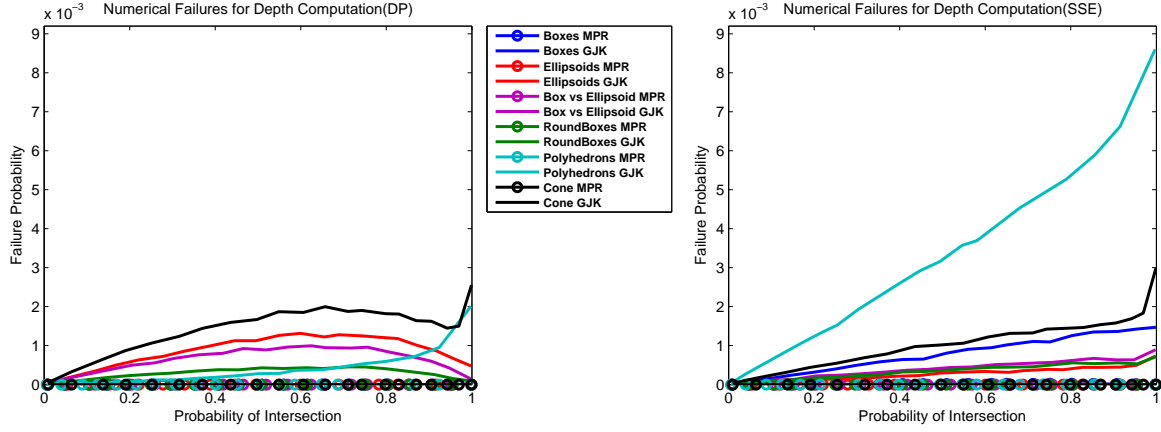 Numerical Failures for Depth Computation(DP)
x 10⁻³
9
8
7
6
5
4
3
2
1
0
Failure Probability
0
0.2
0.4
0.6
0.8
1
Probability of Intersection
Boxes MPR
Boxes GJK
Ellipsoids MPR
Ellipsoids GJK
Box vs Ellipsoid MPR
Box vs Ellipsoid GJK
RoundBoxes MPR
RoundBoxes GJK
Polyhedrons MPR
Polyhedrons GJK
Cone MPR
Cone GJK
Numerical Failures for Depth Computation(SSE)
x 10⁻³
9
8
7
6
5
4
3
2
1
0
Failure Probability
0
0.2
0.4
0.6
0.8
1
Probability of Intersection